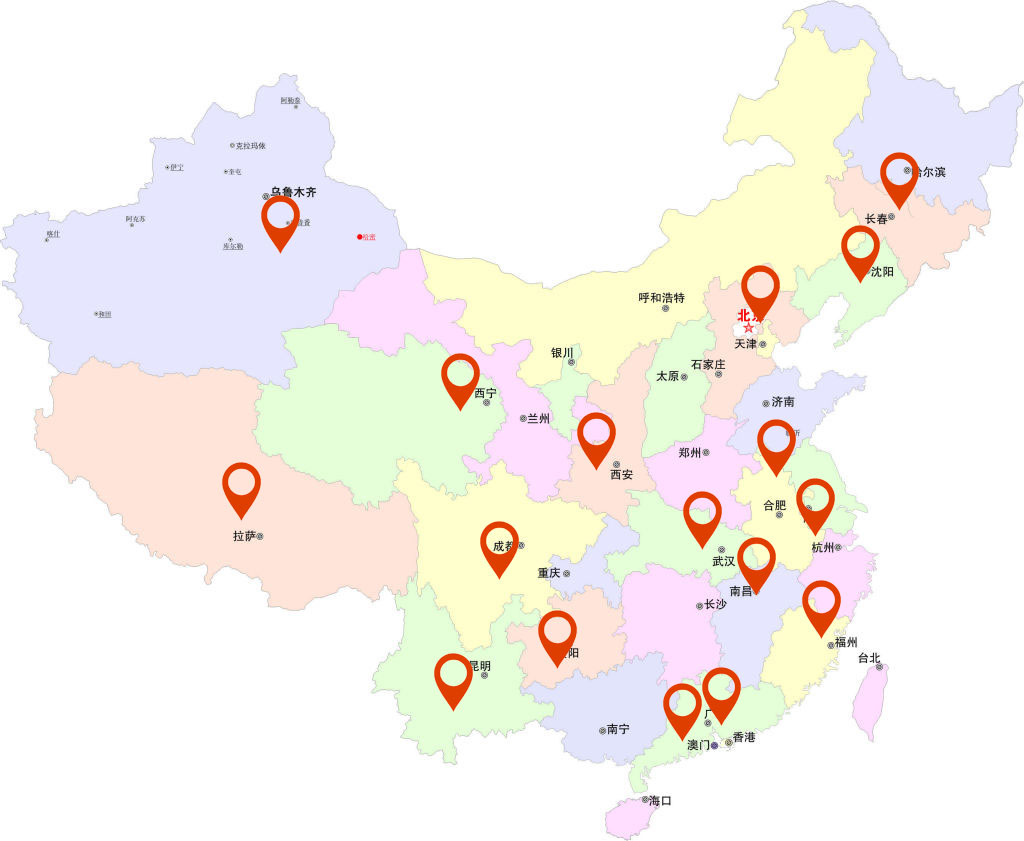 阿勒泰
克拉玛依
伊宁
奎屯
哈尔滨
乌鲁木齐
阿克苏
长春
喀什
哈密
库尔勒
沈阳
呼和浩特
和田
天津
银川
石家庄
太原
西宁
济南
兰州
郑州
西安
合肥
拉萨
成都
杭州
武汉
重庆
南昌
长沙
福州
台北
昆明
南宁
香港
澳门
海口